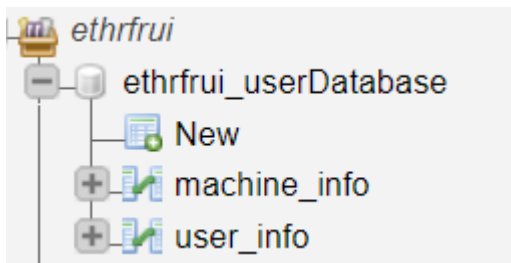 ethrfrui
ethrfrui_userDatabase
New
machine_info
user_info